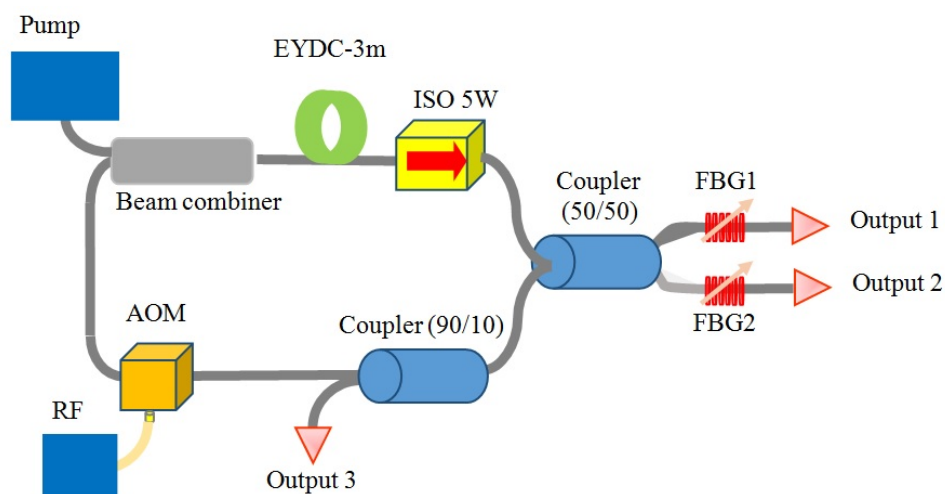 Pump
EYDC-3m
ISO 5W
Beam combiner
Coupler
(50/50)
FBG1
Output 1
FBG2
Output 2
AOM
Coupler (90/10)
RF
Output 3